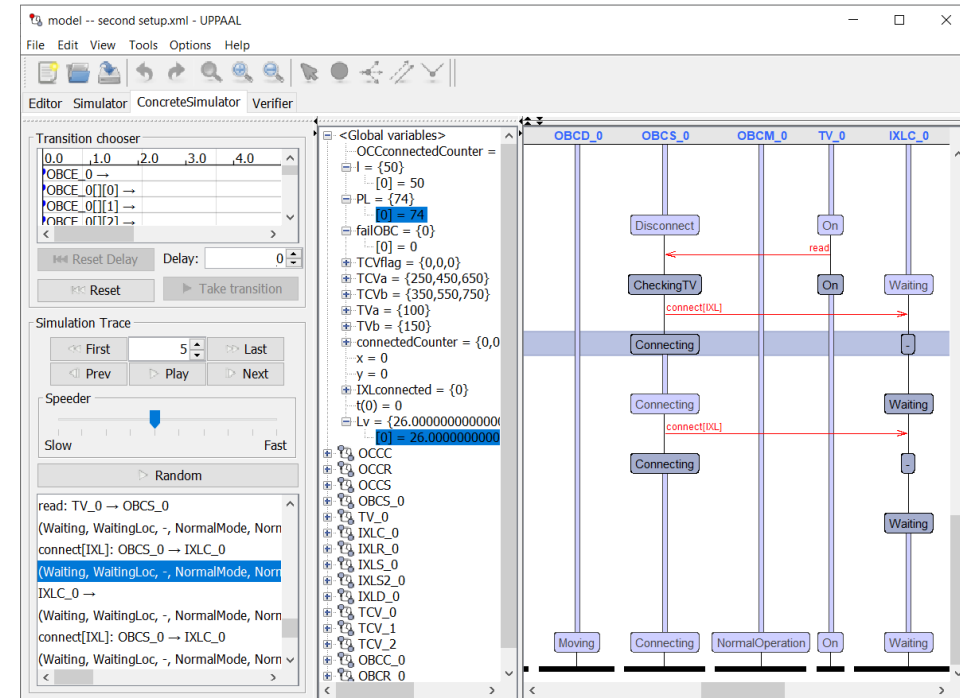 model -- second setup.xml - UPPAAL
File Edit View Tools Options Help
Editor Simulator ConcreteSimulator Verifier
Transition chooser
0.0 ,1.0 ,2.0 ,3.0 ,4.0
OBCE_0 →
OBCE_0[][0] →
OBCE_0[][1] →
OBCE_0[][2] →
Reset Delay Delay: 0
Reset Take transition
Simulation Trace
First 5 Last
Prev Play Next
Speeder
Slow Fast
Random
read: TV_0 → OBCS_0
(Waiting, WaitingLoc, -, NormalMode, Norn
connect[IXL]: OBCS_0 → IXLC_0
(Waiting, WaitingLoc, -, NormalMode, Norn
IXLC_0 →
(Waiting, WaitingLoc, -, NormalMode, Norn
connect[IXL]: OBCS_0 → IXLC_0
(Waiting, WaitingLoc, -, NormalMode, Norn
<Global variables>
OCCconnectedCounter =
l = {50}
[0] = 50
PL = {74}
[0] = 74
failOBC = {0}
[0] = 0
TCVflag = {0,0,0}
TCVa = {250,450,650}
TCVb = {350,550,750}
TVa = {100}
TVb = {150}
connectedCounter = {0,0
x = 0
y = 0
IXLconnected = {0}
t(0) = 0
Lv = {26.0000000000000
[0] = 26.0000000000
OCCC
OCCR
OCCS
OBCS_0
TV_0
IXLC_0
IXLR_0
IXLS_0
IXLS2_0
IXLD_0
TCV_0
TCV_1
TCV_2
OBCC_0
OBCR_0
OBCD_0 OBCS_0 OBCM_0 TV_0 IXLC_0
Disconnect On
read
CheckingTV On Waiting
connect[IXL]
Connecting -
Connecting Waiting
connect[IXL]
Connecting -
Waiting
Moving Connecting NormalOperation On Waiting